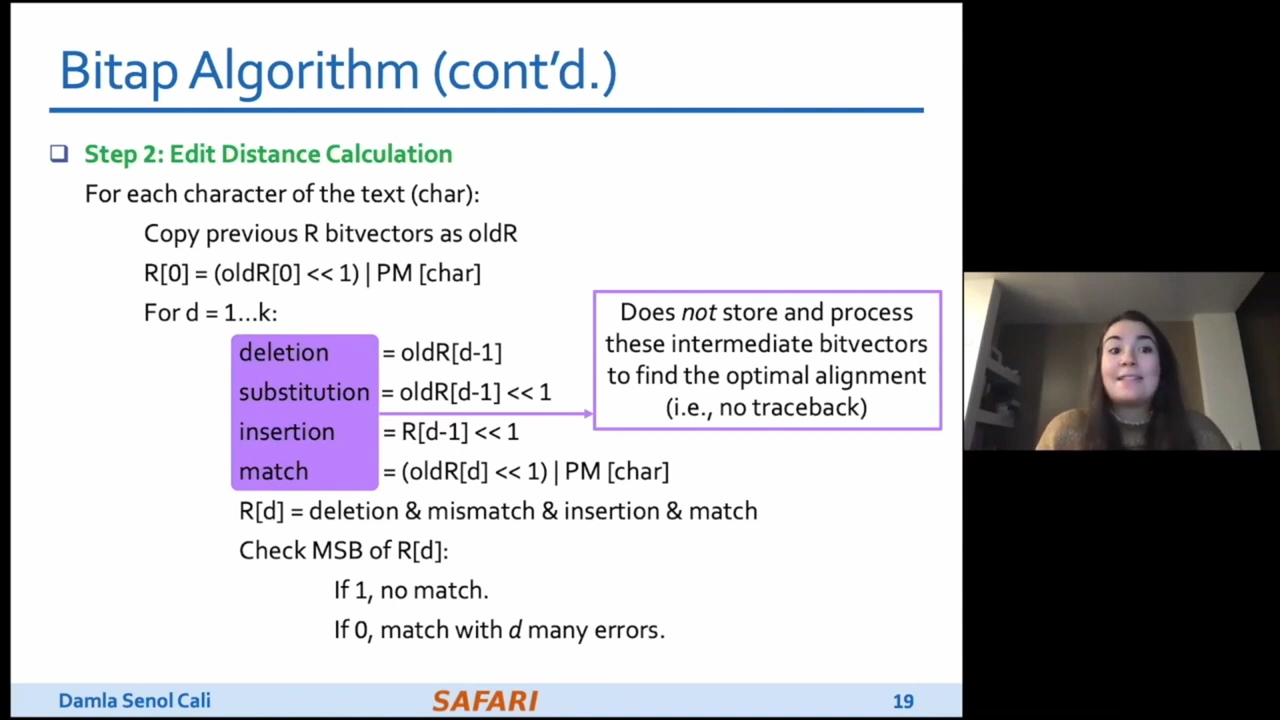 Bitap Algorithm (cont'd.)
Step 2: Edit Distance Calculation
For each character of the text (char):
Copy previous R bitvectors as oldR
R[0] = (oldR[0] << 1) | PM [char]
For d = 1...k:
deletion = oldR[d-1]
substitution = oldR[d-1] << 1
insertion = R[d-1] << 1
match = (oldR[d] << 1) | PM [char]
Does not store and process
these intermediate bitvectors
to find the optimal alignment
(i.e., no traceback)
R[d] = deletion & mismatch & insertion & match
Check MSB of R[d]:
If 1, no match.
If 0, match with d many errors.
Damla Senol Cali SAFARI 19